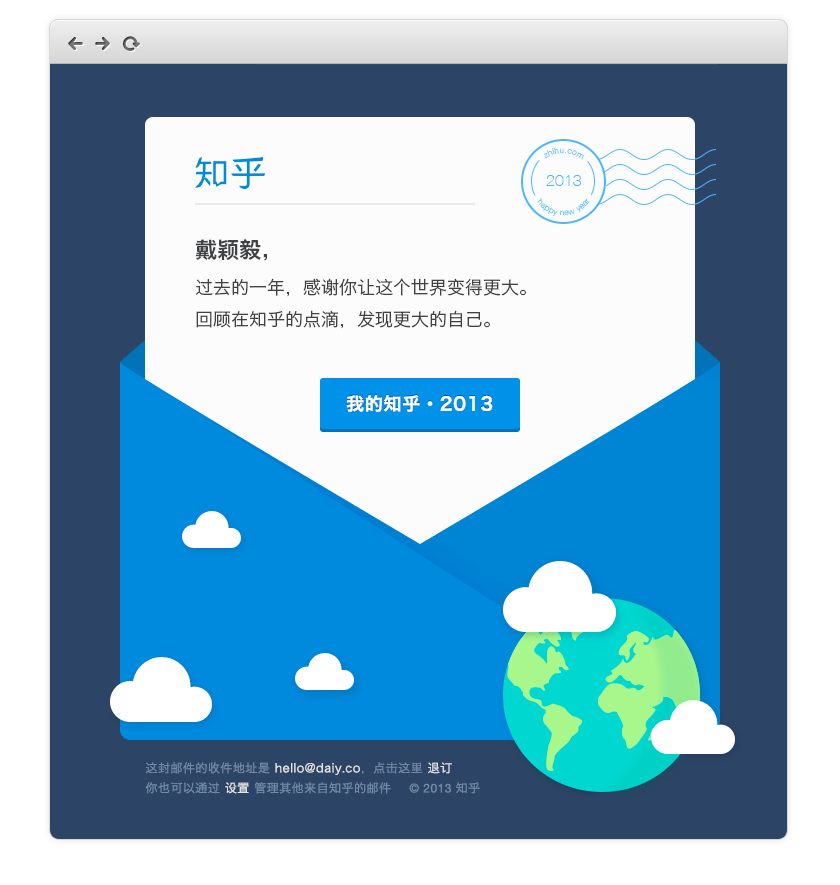 知乎
zhihu.com
2013
happy new year
戴颖毅，
过去的一年，感谢你让这个世界变得更大。
回顾在知乎的点滴，发现更大的自己。
我的知乎·2013
这封邮件的收件地址是 hello@daiy.co，点击这里 退订
你也可以通过 设置 管理其他来自知乎的邮件 © 2013 知乎